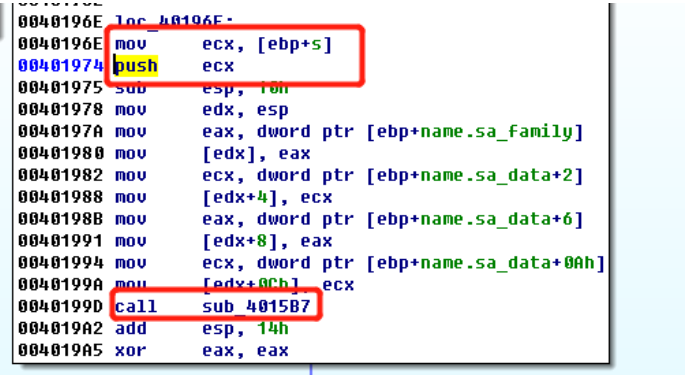 0040196E loc_40196E:
0040196E mov ecx, [ebp+s]
00401974 push ecx
00401975 sub esp, 10h
00401978 mov edx, esp
0040197A mov eax, dword ptr [ebp+name.sa_family]
00401980 mov [edx], eax
00401982 mov ecx, dword ptr [ebp+name.sa_data+2]
00401988 mov [edx+4], ecx
0040198B mov eax, dword ptr [ebp+name.sa_data+6]
00401991 mov [edx+8], eax
00401994 mov ecx, dword ptr [ebp+name.sa_data+0Ah]
0040199A mov [edx+0Ch], ecx
0040199D call sub_4015B7
004019A2 add esp, 14h
004019A5 xor eax, eax